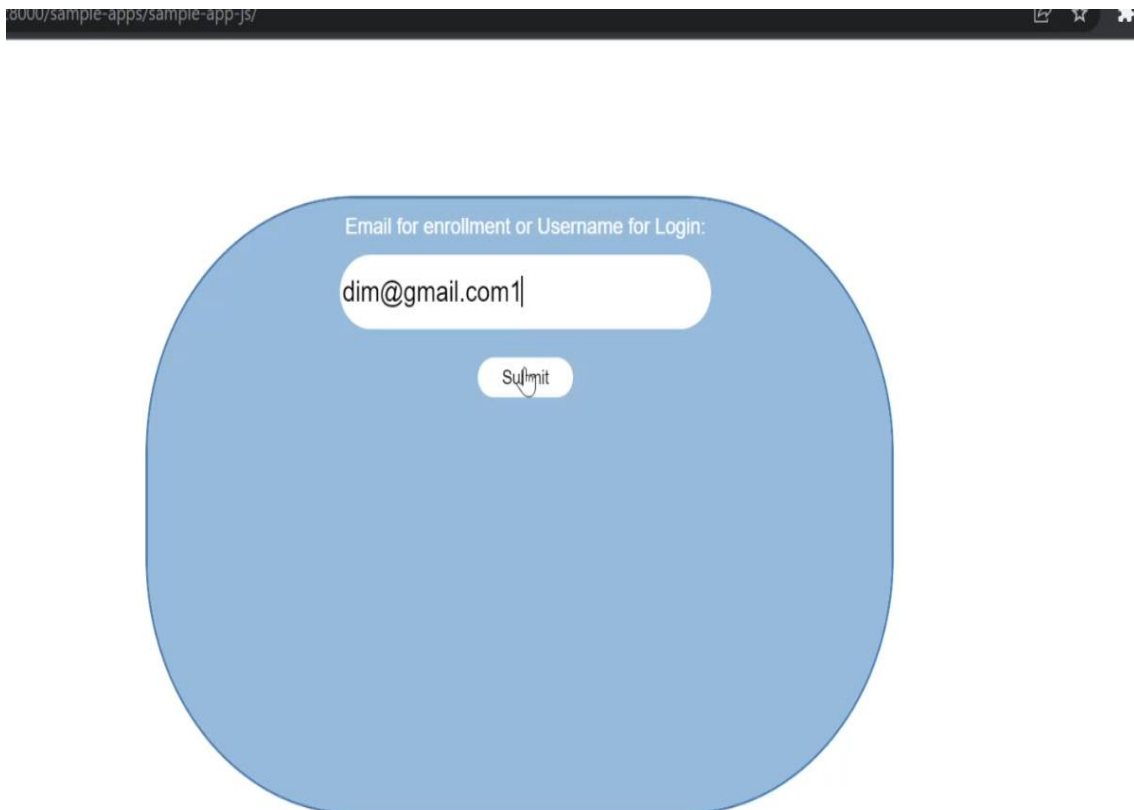 :8000/sample-apps/sample-app-js/
Email for enrollment or Username for Login:
dim@gmail.com1
Submit